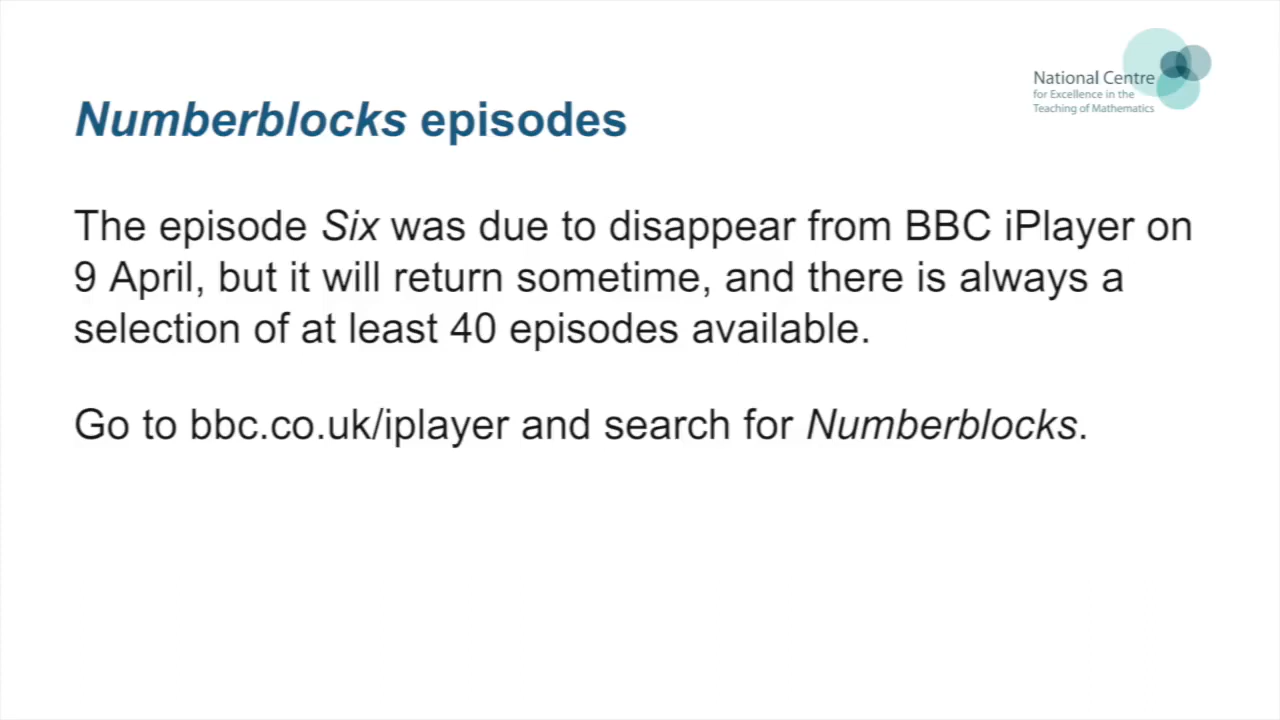 National Centre
for Excellence in the
Teaching of Mathematics
Numberblocks episodes
The episode Six was due to disappear from BBC iPlayer on
9 April, but it will return sometime, and there is always a
selection of at least 40 episodes available.
Go to bbc.co.uk/iplayer and search for Numberblocks.